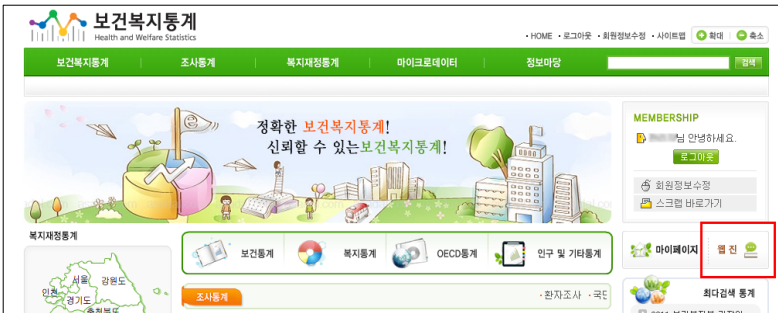 보건복지통계
Health and Welfare Statistics
• HOME • 로그아웃 • 회원정보수정 • 사이트맵 확대 축소
보건복지통계 조사통계 복지재정통계 마이크로데이터 정보마당 검색
정확한 보건복지통계!
신뢰할 수 있는보건복지통계!
MEMBERSHIP
님 안녕하세요.
로그아웃
회원정보수정
스크랩 바로가기
복지재정통계
보건통계 복지통계 OECD통계 인구 및 기타통계
마이페이지 웹진
서울 강원도
인천 경기도
충청북도
조사통계
• 환자조사 • 국민
최다검색 통계